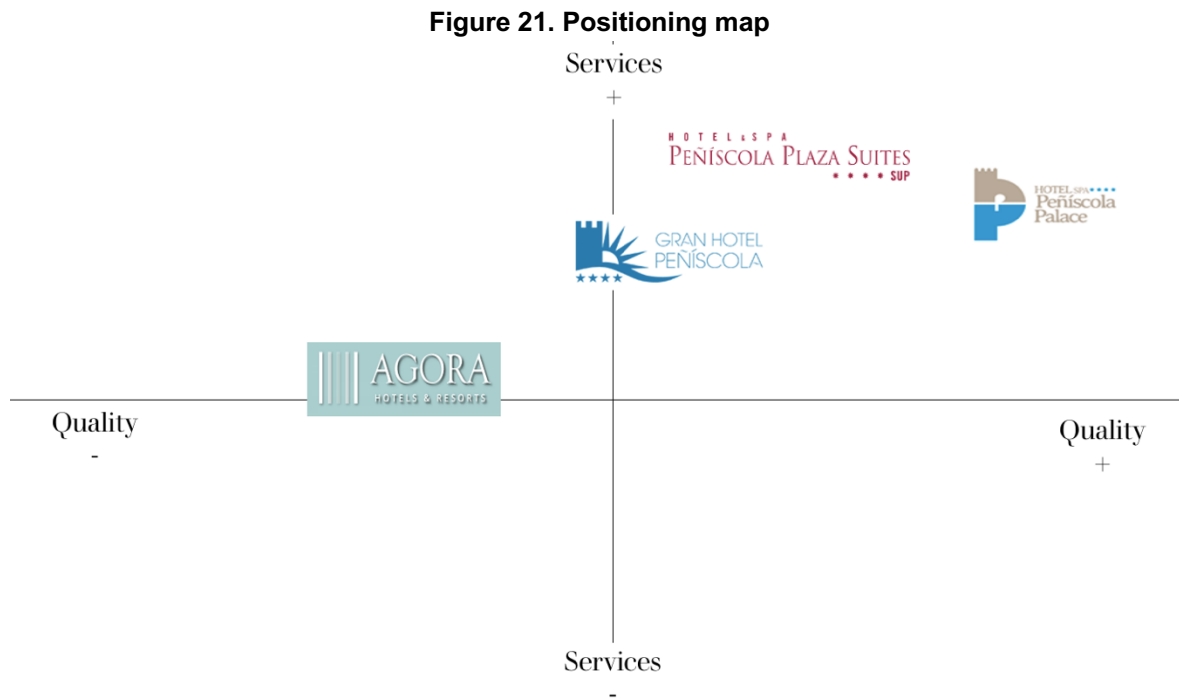 Figure 21. Positioning map
Services
+
HOTEL & SPA
PEÑÍSCOLA PLAZA SUITES
**** SUP
HOTEL SPA ****
Peñíscola
Palace
GRAN HOTEL
PEÑÍSCOLA
★★★★
AGORA
HOTELS & RESORTS
Quality
-
Quality
+
Services
-